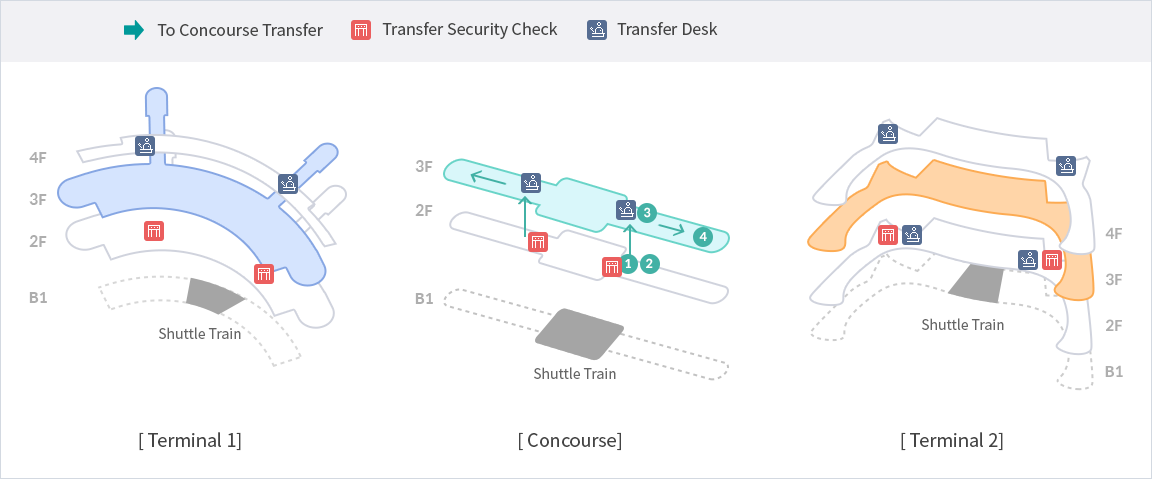 To Concourse Transfer
Transfer Security Check
Transfer Desk
4F
3F
2F
B1
Shuttle Train
[ Terminal 1]
3F
2F
B1
3
4
1
2
Shuttle Train
[ Concourse]
4F
3F
2F
B1
Shuttle Train
[ Terminal 2]